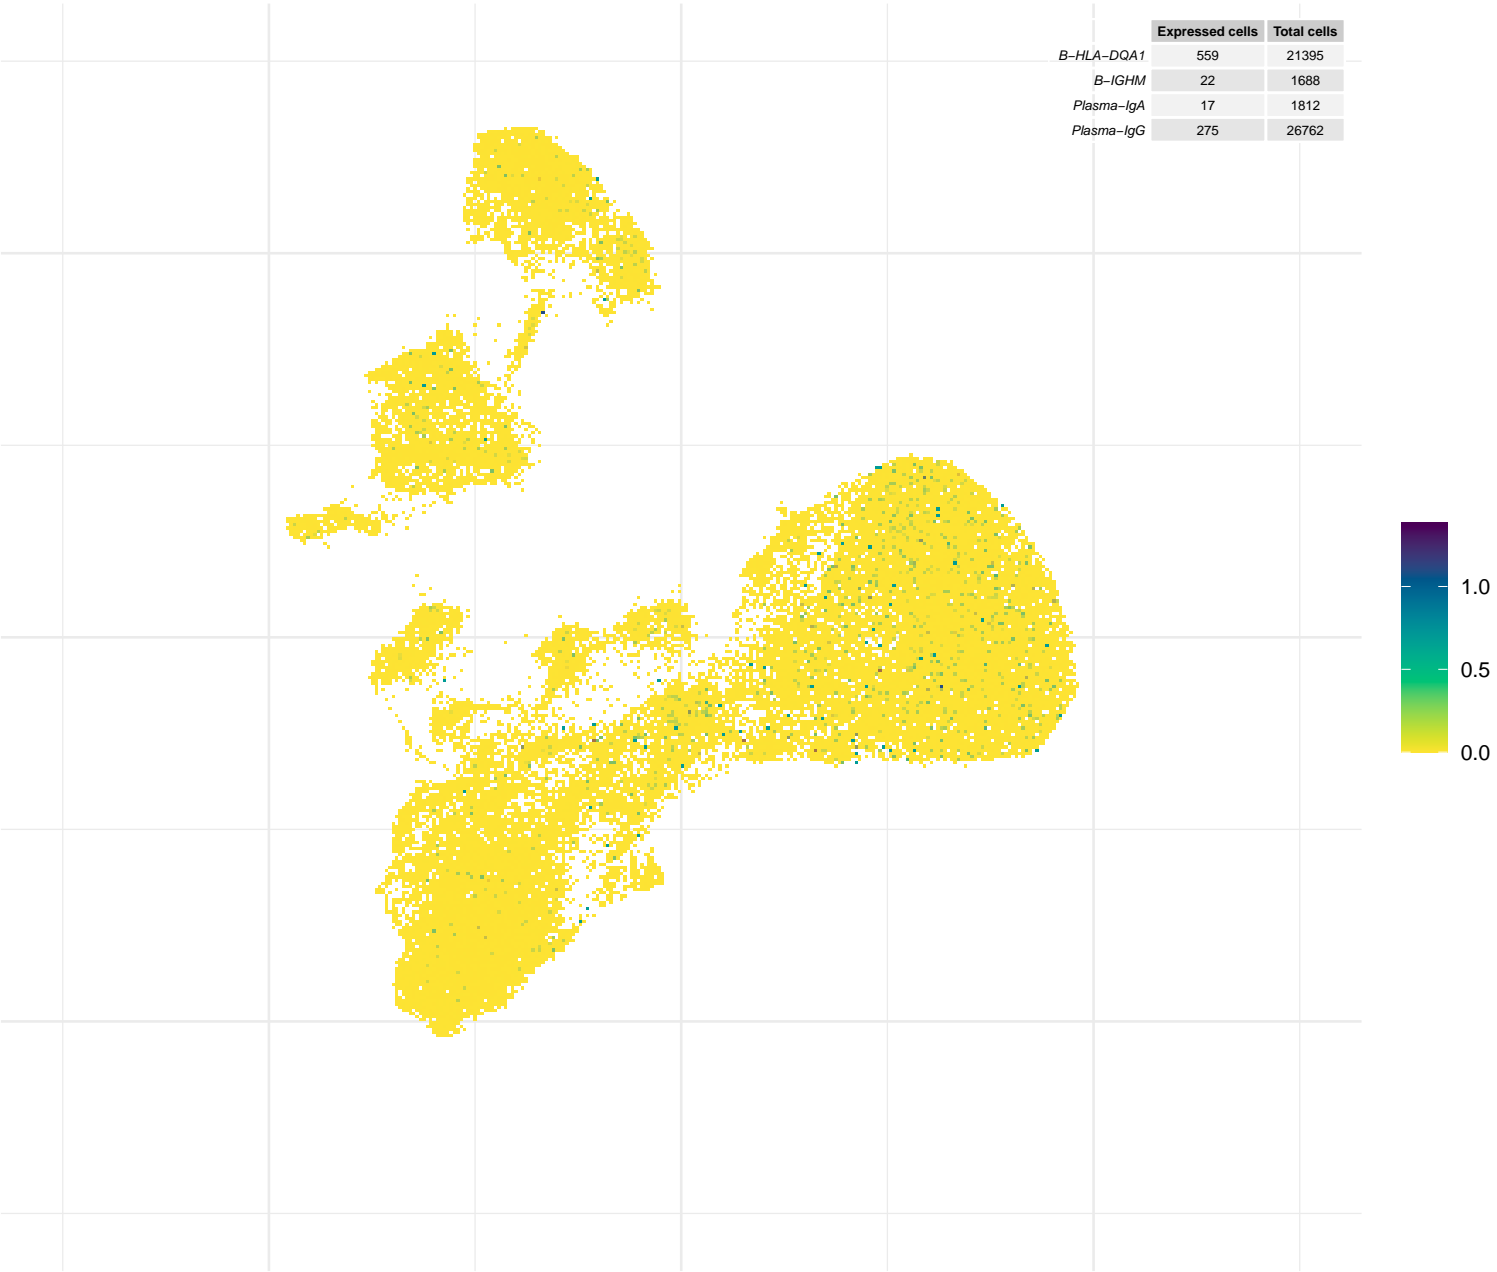 Expressed cells Total cells
B–HLA–DQA1 559 21395
B–IGHM 22 1688
Plasma–IgA 17 1812
Plasma–IgG 275 26762
1.0
0.5
0.0